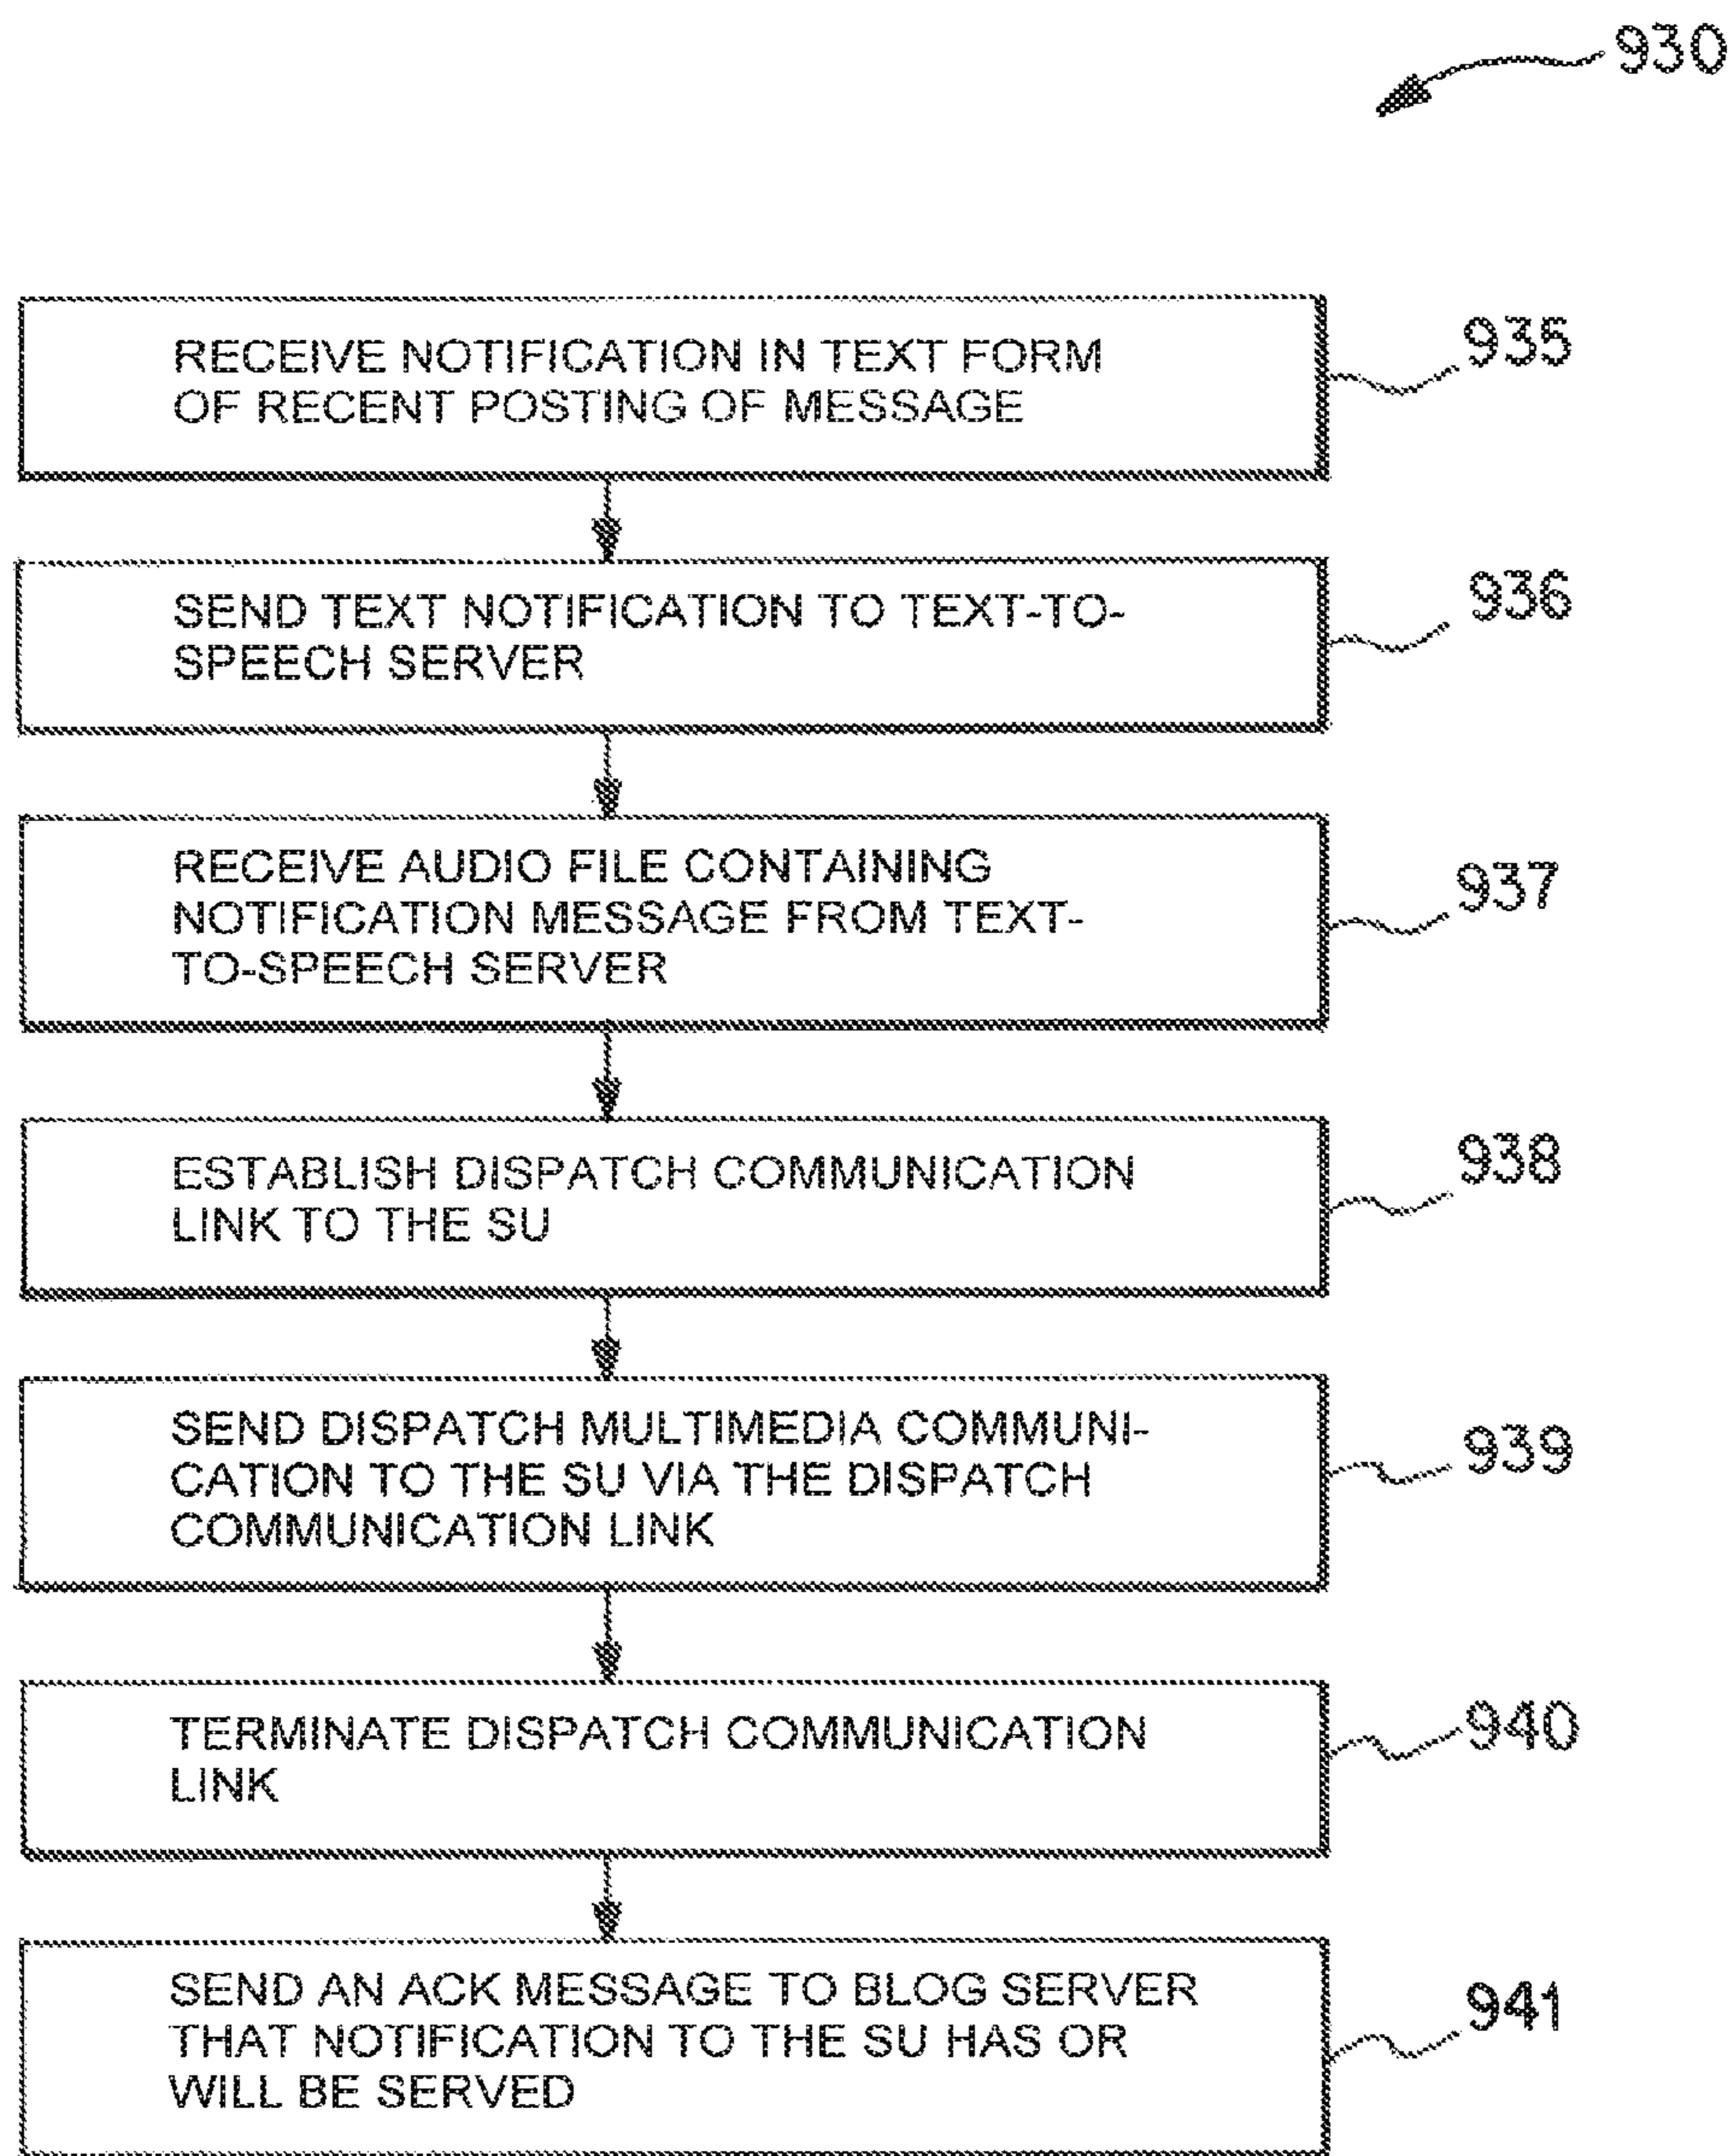 930
RECEIVE NOTIFICATION IN TEXT FORM
OF RECENT POSTING OF MESSAGE
935
SEND TEXT NOTIFICATION TO TEXT-TO-
SPEECH SERVER
936
RECEIVE AUDIO FILE CONTAINING
NOTIFICATION MESSAGE FROM TEXT-
TO-SPEECH SERVER
937
ESTABLISH DISPATCH COMMUNICATION
LINK TO THE SU
938
SEND DISPATCH MULTIMEDIA COMMUNI-
CATION TO THE SU VIA THE DISPATCH
COMMUNICATION LINK
939
TERMINATE DISPATCH COMMUNICATION
LINK
940
SEND AN ACK MESSAGE TO BLOG SERVER
THAT NOTIFICATION TO THE SU HAS OR
WILL BE SERVED
941